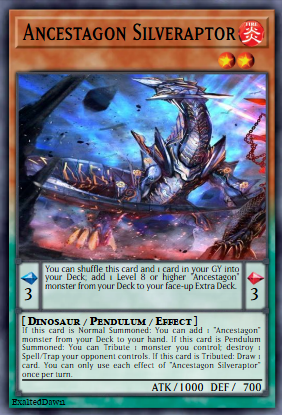 ANCESTAGON SILVERAPTOR
FIRE
炎
You can shuffle this card and 1 card in your GY into
your Deck; add 1 Level 8 or higher "Ancestagon"
monster from your Deck to your face-up Extra Deck.
3
3
[ DINOSAUR / PENDULUM / EFFECT ]
If this card is Normal Summoned: You can add 1 "Ancestagon"
monster from your Deck to your hand. If this card is Pendulum
Summoned: You can Tribute 1 monster you control; destroy 1
Spell/Trap your opponent controls. If this card is Tributed: Draw 1
card. You can only use each effect of "Ancestagon Silveraptor"
once per turn.
ATK/1000 DEF/ 700
ExaltedDawn